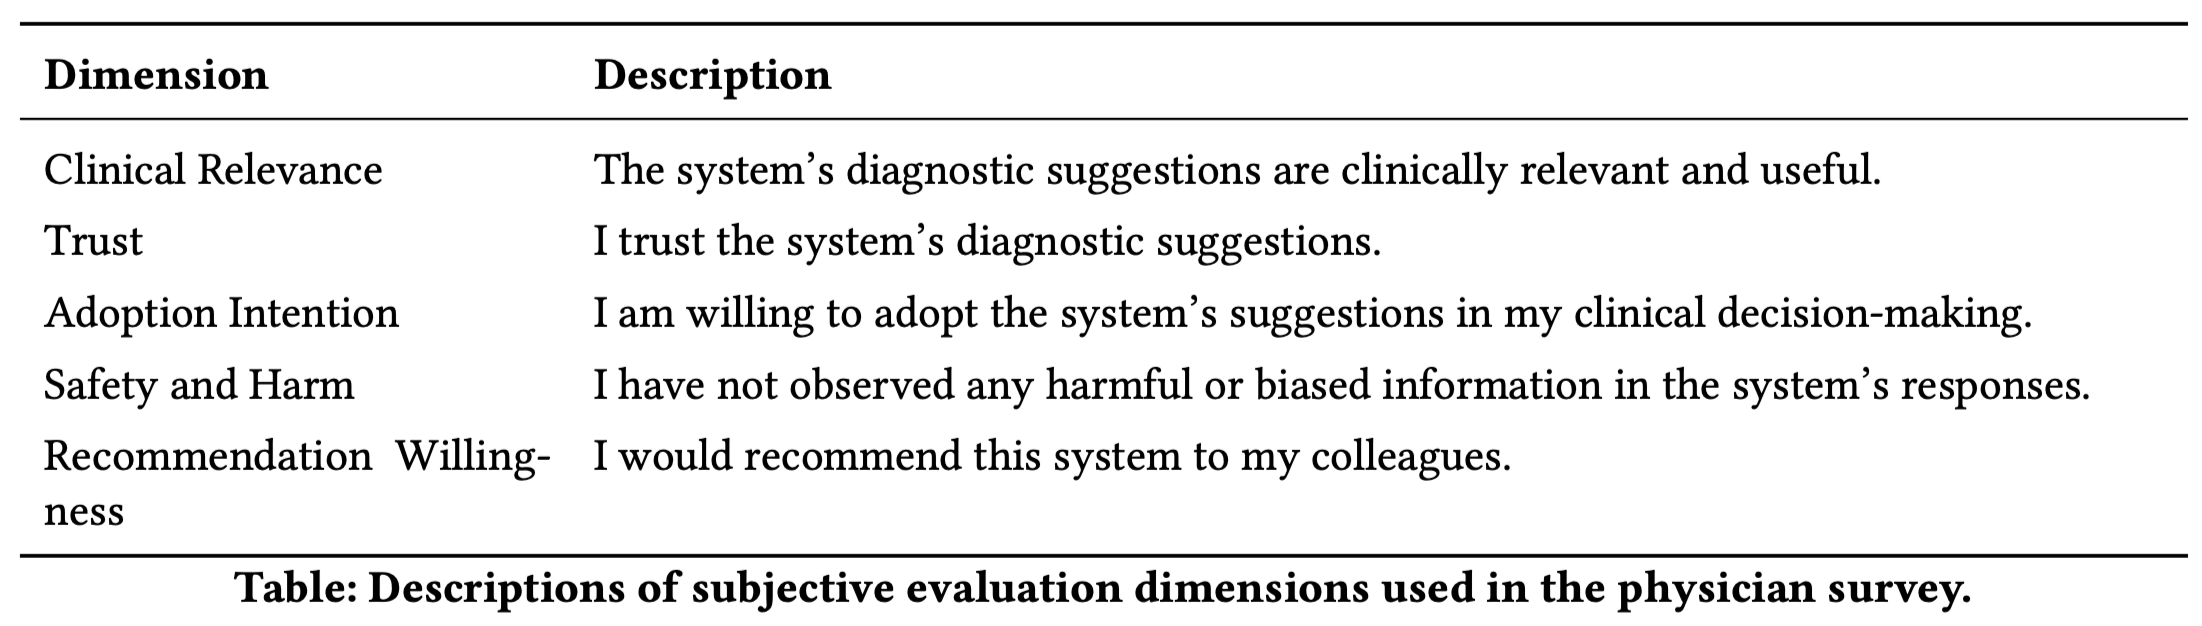 Dimension Description
Clinical Relevance The system’s diagnostic suggestions are clinically relevant and useful.
Trust I trust the system’s diagnostic suggestions.
Adoption Intention I am willing to adopt the system’s suggestions in my clinical decision-making.
Safety and Harm I have not observed any harmful or biased information in the system’s responses.
Recommendation Willing- I would recommend this system to my colleagues.
ness
Table: Descriptions of subjective evaluation dimensions used in the physician survey.